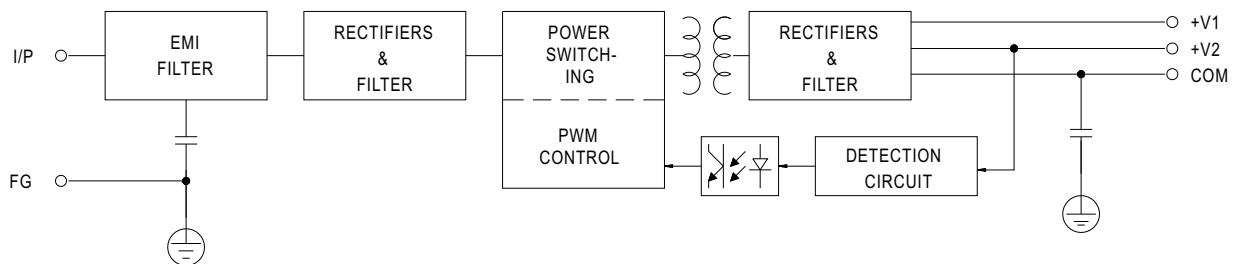 I/P
EMI
FILTER
RECTIFIERS
&
FILTER
POWER
SWITCH-
ING
PWM
CONTROL
RECTIFIERS
&
FILTER
+V1
+V2
COM
DETECTION
CIRCUIT
FG